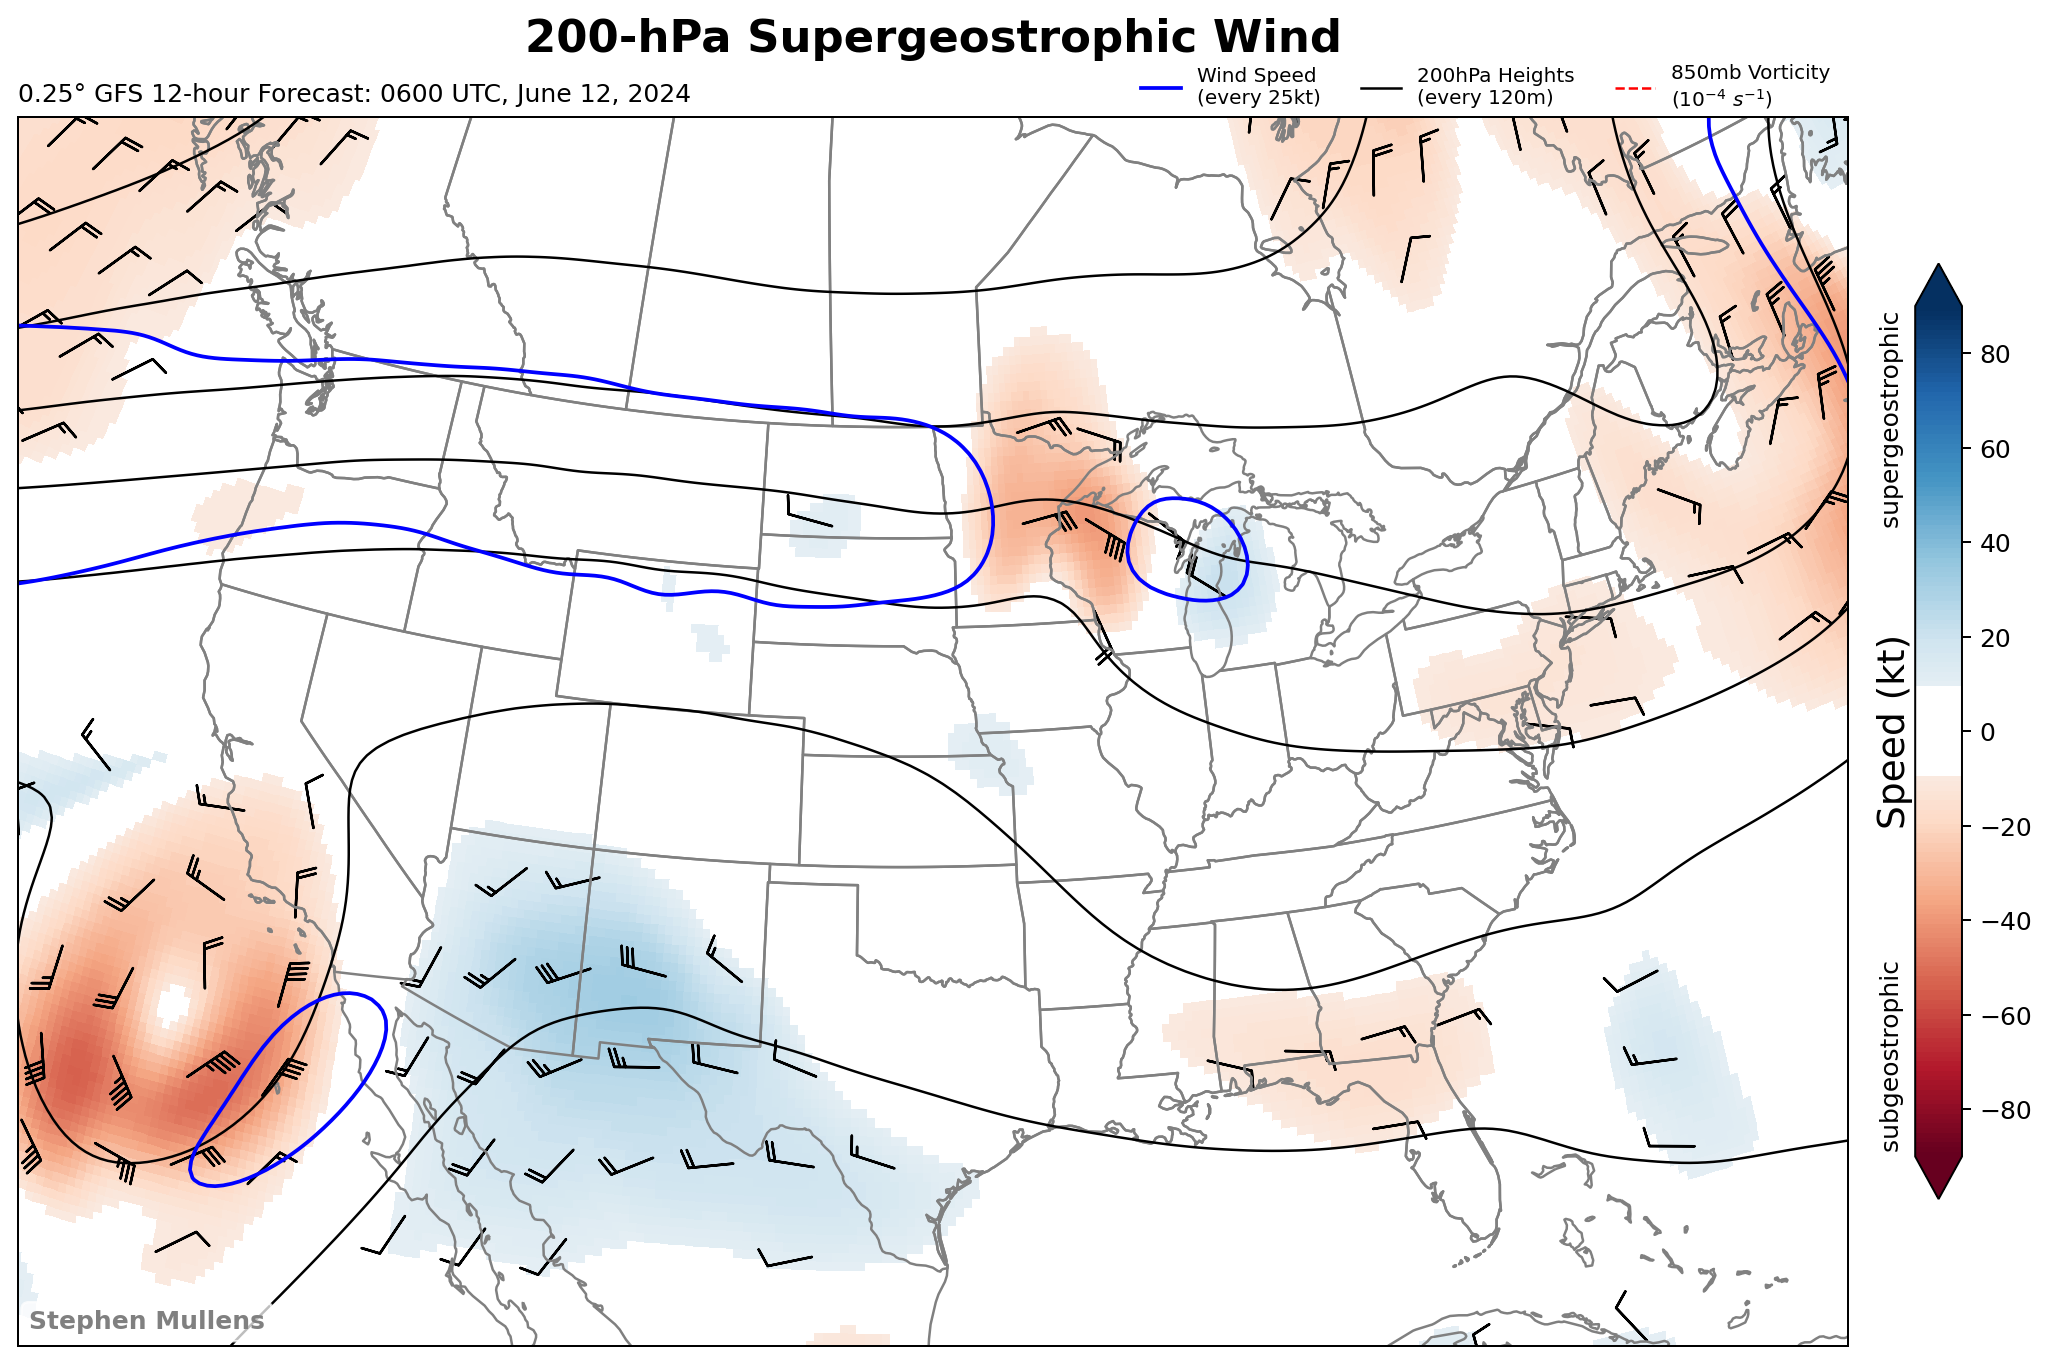 200-hPa Supergeostrophic Wind
0.25° GFS 12-hour Forecast: 0600 UTC, June 12, 2024
Wind Speed
(every 25kt)
200hPa Heights
(every 120m)
850mb Vorticity
(10⁻⁴ s⁻¹)
supergeostrophic
Speed (kt)
subgeostrophic
80
60
40
20
0
−20
−40
−60
−80
Stephen Mullens